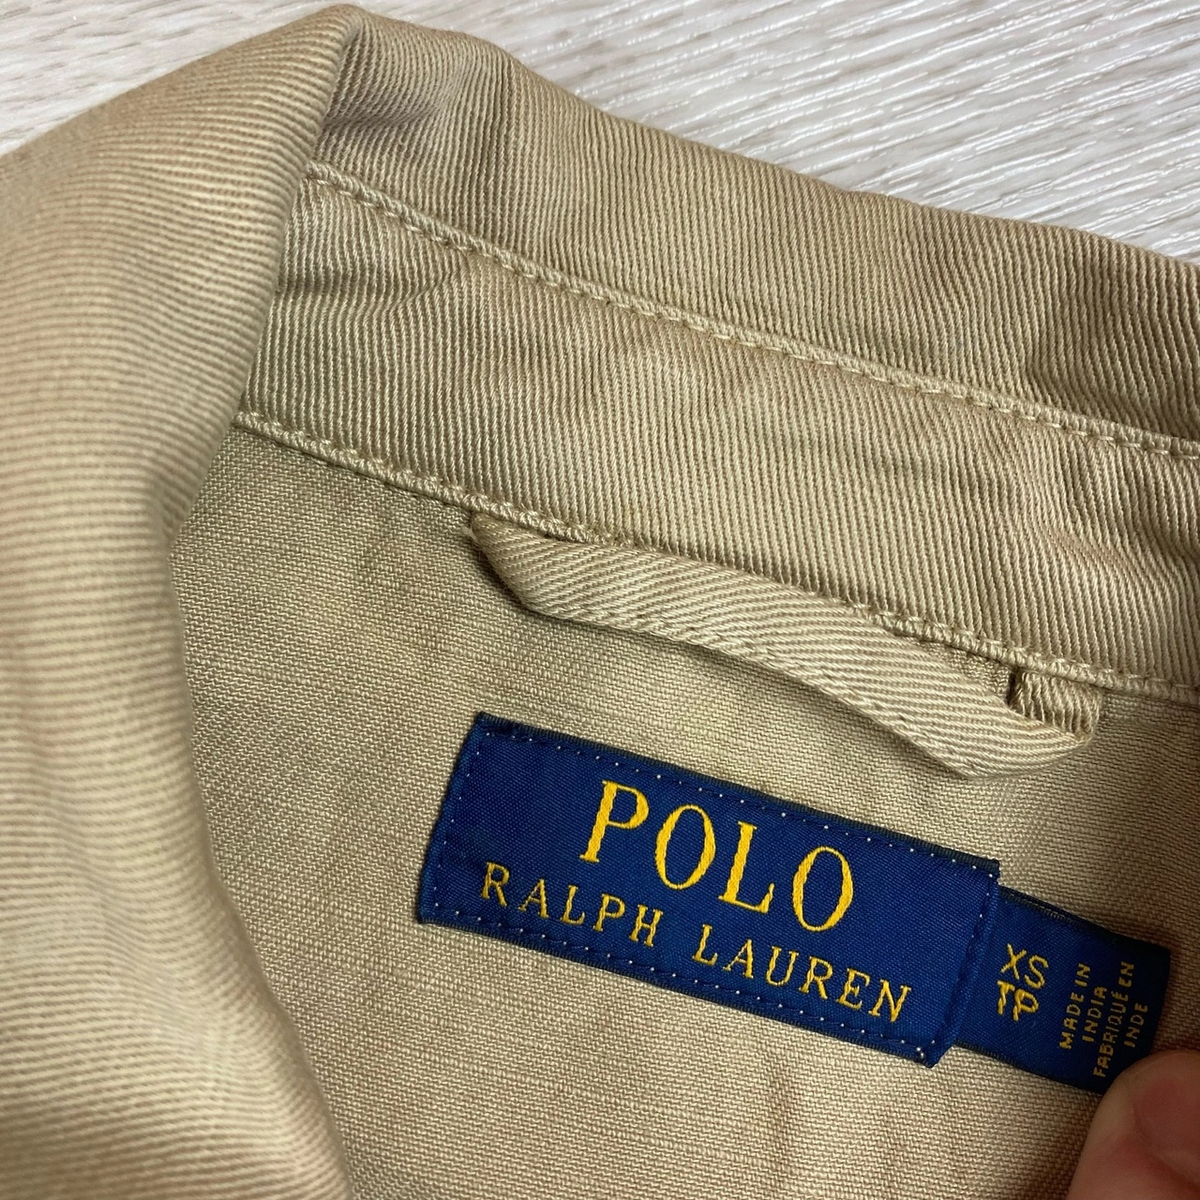 POLO
RALPH LAUREN
XS
TP
MADE IN
INDIA
FABRIQUÉ EN
INDE